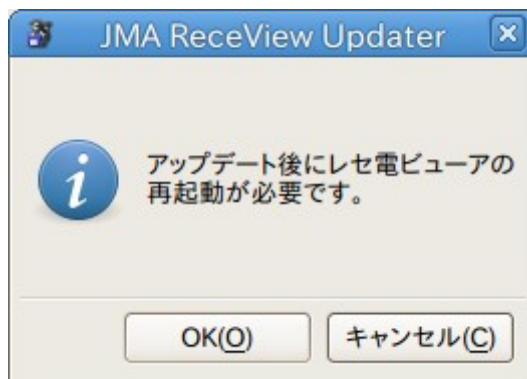 JMA ReceView Updater
アップデート後にレセ電ビューアの
再起動が必要です。
OK(O)
キャンセル(C)